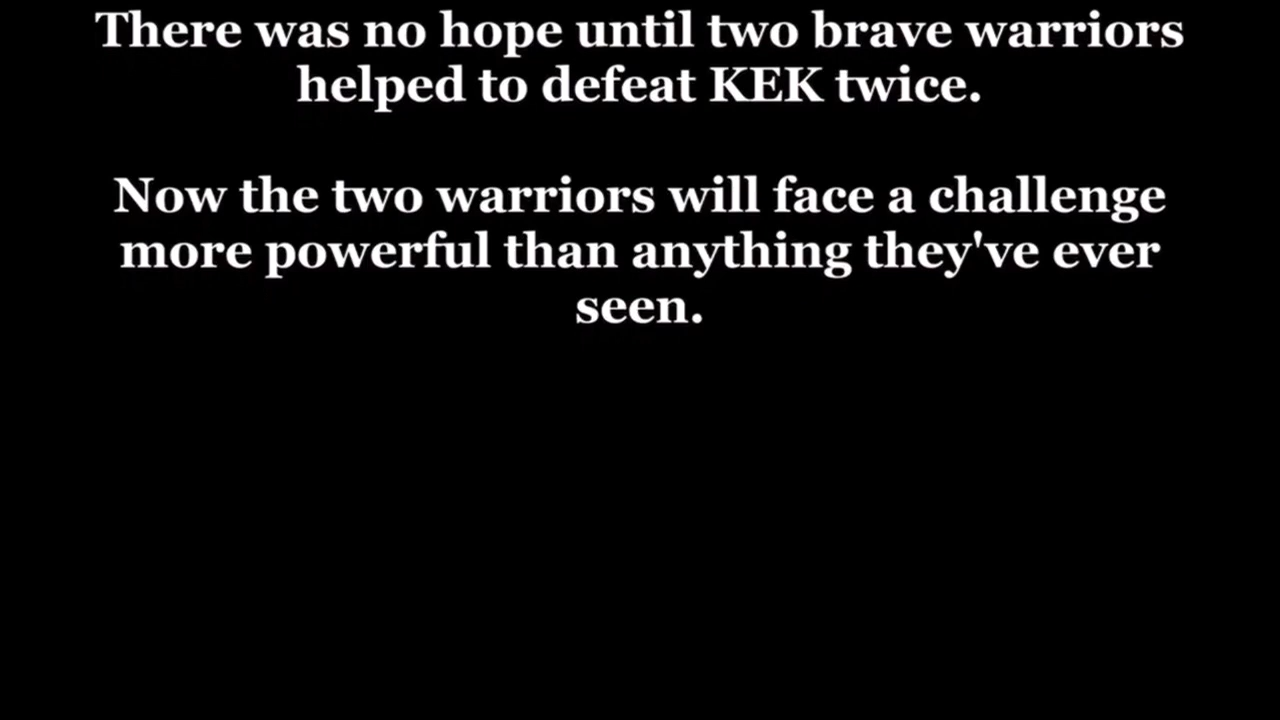 There was no hope until two brave warriors
helped to defeat KEK twice.
Now the two warriors will face a challenge
more powerful than anything they've ever
seen.